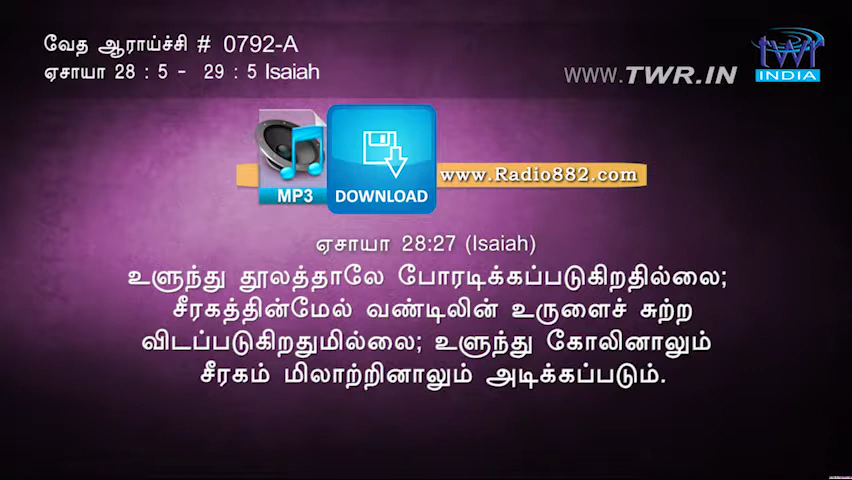 வேத ஆராய்ச்சி # 0792-A
ஏசாயா 28 : 5 - 29 : 5 Isaiah
www.TWR.IN
twr
INDIA
MP3
DOWNLOAD
www.Radio882.com
ஏசாயா 28:27 (Isaiah)
உளுந்து தூலத்தாலே போரடிக்கப்படுகிறதில்லை;
சீரகத்தின்மேல் வண்டிலின் உருளைச் சுற்ற
விடப்படுகிறதுமில்லை; உளுந்து கோலினாலும்
சீரகம் மிலாற்றினாலும் அடிக்கப்படும்.